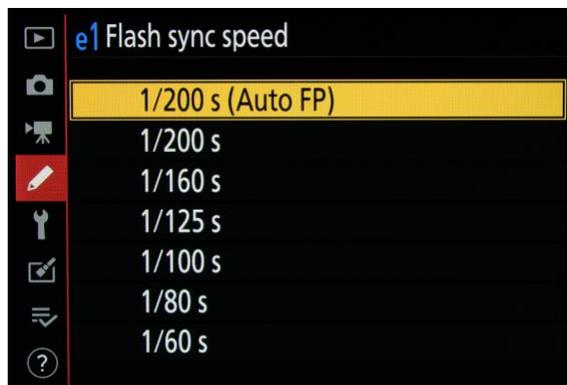 e1 Flash sync speed
1/200 s (Auto FP)
1/200 s
1/160 s
1/125 s
1/100 s
1/80 s
1/60 s
?